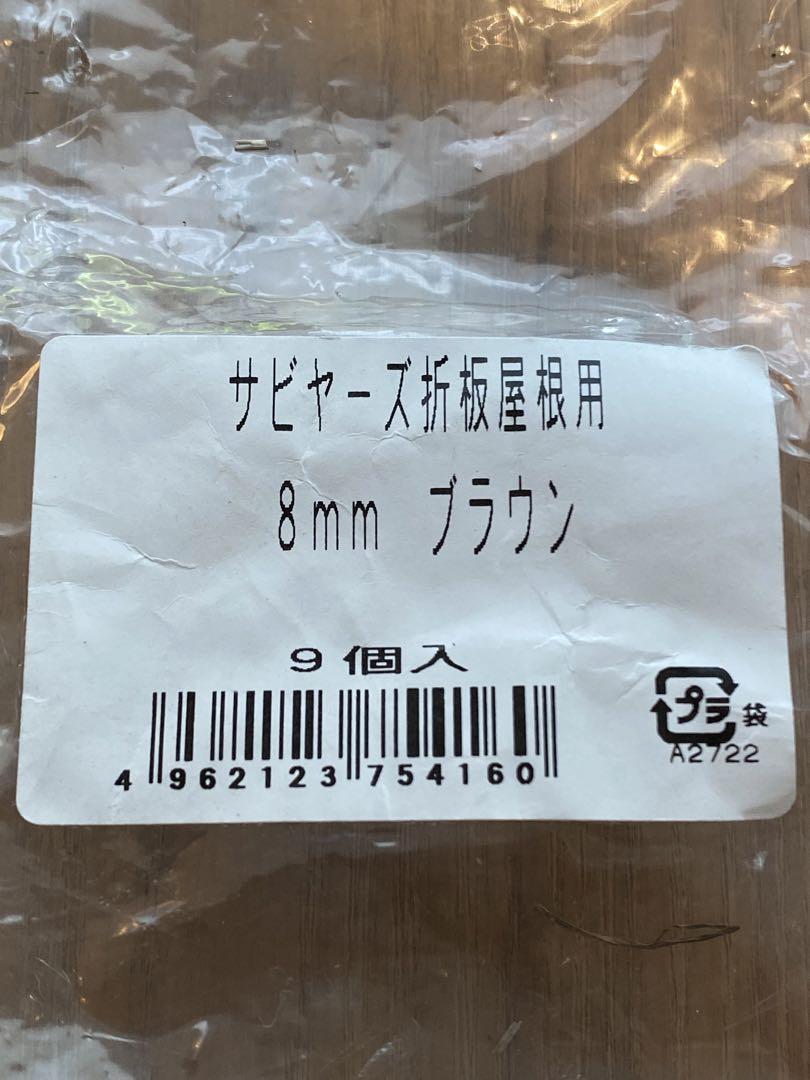 サビヤーズ折板屋根用
8mm ブラウン
9個入
4 962123 754160
プラ 袋
A2722